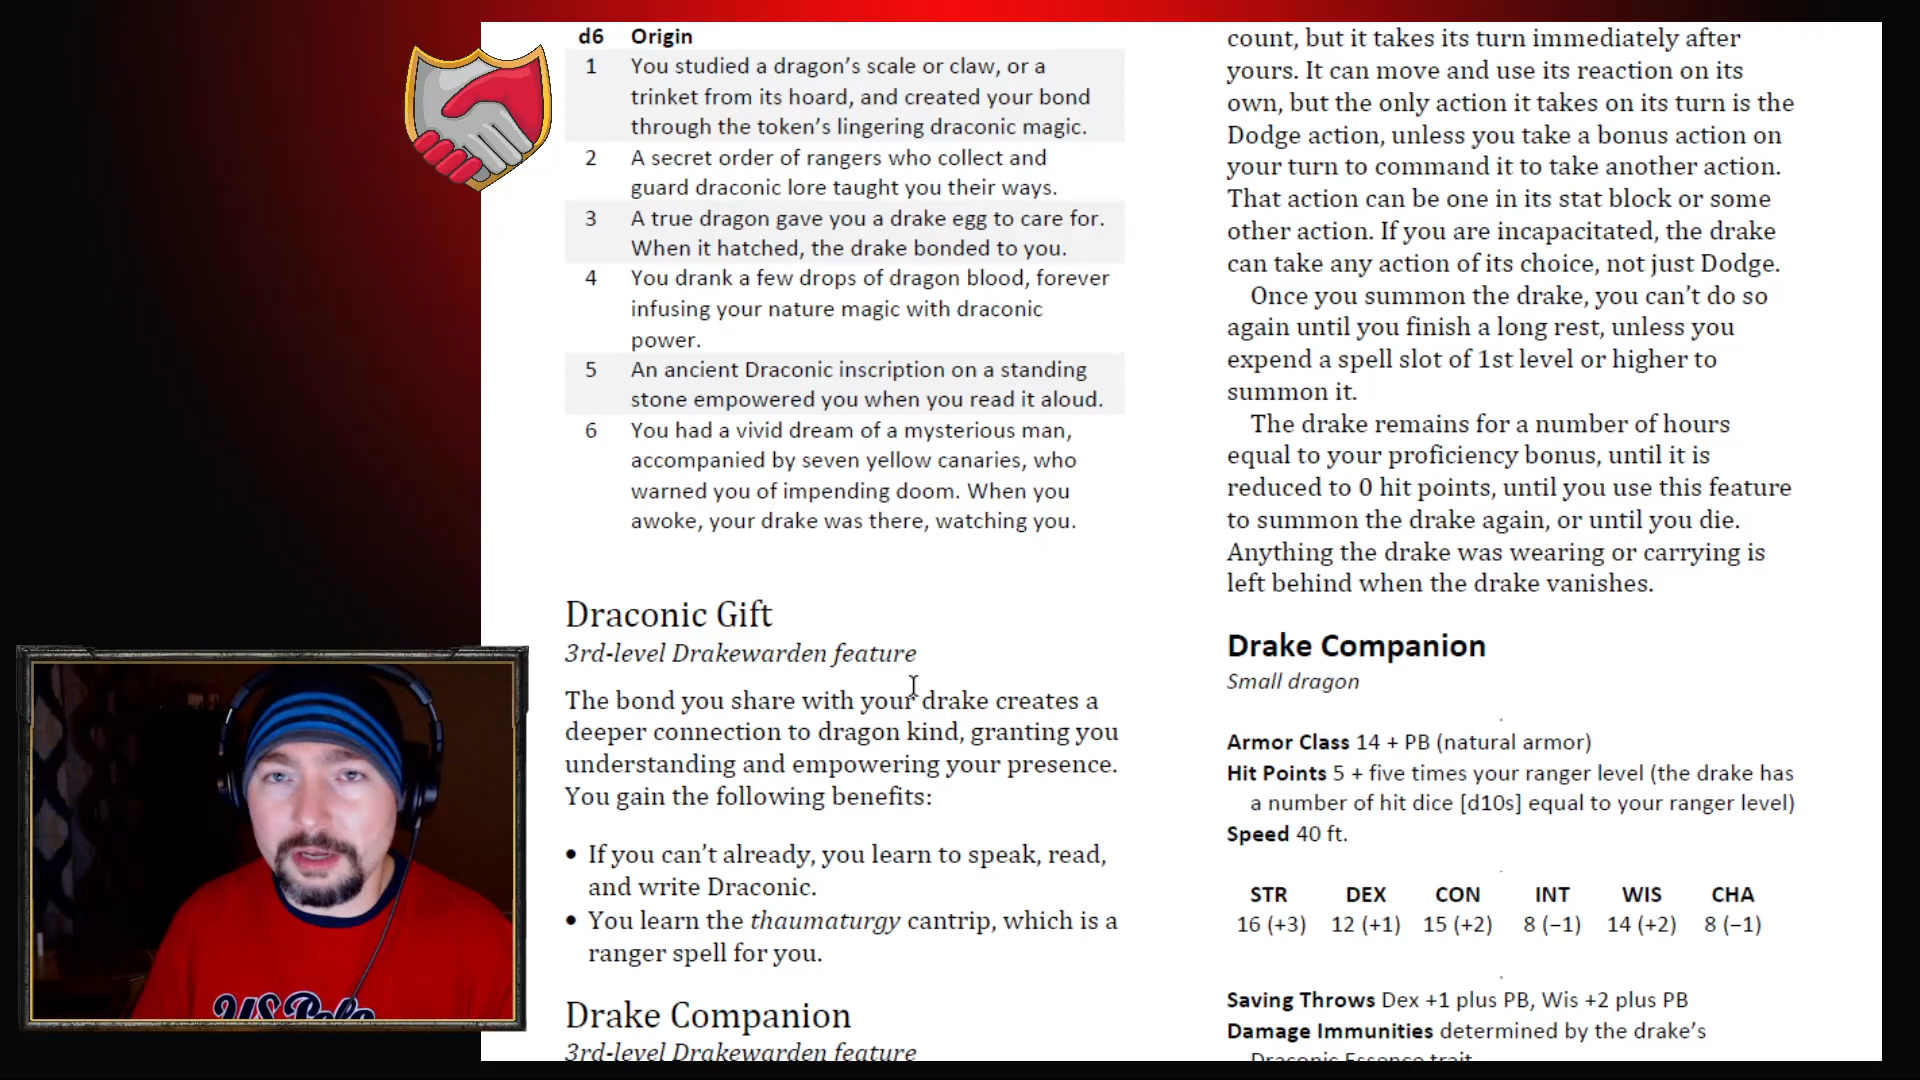 d6 Origin
1 You studied a dragon’s scale or claw, or a
trinket from its hoard, and created your bond
through the token’s lingering draconic magic.
2 A secret order of rangers who collect and
guard draconic lore taught you their ways.
3 A true dragon gave you a drake egg to care for.
When it hatched, the drake bonded to you.
4 You drank a few drops of dragon blood, forever
infusing your nature magic with draconic
power.
5 An ancient Draconic inscription on a standing
stone empowered you when you read it aloud.
6 You had a vivid dream of a mysterious man,
accompanied by seven yellow canaries, who
warned you of impending doom. When you
awoke, your drake was there, watching you.
Draconic Gift
3rd-level Drakewarden feature
The bond you share with your drake creates a
deeper connection to dragon kind, granting you
understanding and empowering your presence.
You gain the following benefits:
• If you can’t already, you learn to speak, read,
and write Draconic.
• You learn the thaumaturgy cantrip, which is a
ranger spell for you.
Drake Companion
3rd-level Drakewarden feature
count, but it takes its turn immediately after
yours. It can move and use its reaction on its
own, but the only action it takes on its turn is the
Dodge action, unless you take a bonus action on
your turn to command it to take another action.
That action can be one in its stat block or some
other action. If you are incapacitated, the drake
can take any action of its choice, not just Dodge.
Once you summon the drake, you can’t do so
again until you finish a long rest, unless you
expend a spell slot of 1st level or higher to
summon it.
The drake remains for a number of hours
equal to your proficiency bonus, until it is
reduced to 0 hit points, until you use this feature
to summon the drake again, or until you die.
Anything the drake was wearing or carrying is
left behind when the drake vanishes.
Drake Companion
Small dragon
Armor Class 14 + PB (natural armor)
Hit Points 5 + five times your ranger level (the drake has
a number of hit dice [d10s] equal to your ranger level)
Speed 40 ft.
STR DEX CON INT WIS CHA
16 (+3) 12 (+1) 15 (+2) 8 (−1) 14 (+2) 8 (−1)
Saving Throws Dex +1 plus PB, Wis +2 plus PB
Damage Immunities determined by the drake’s
Draconic Essence trait